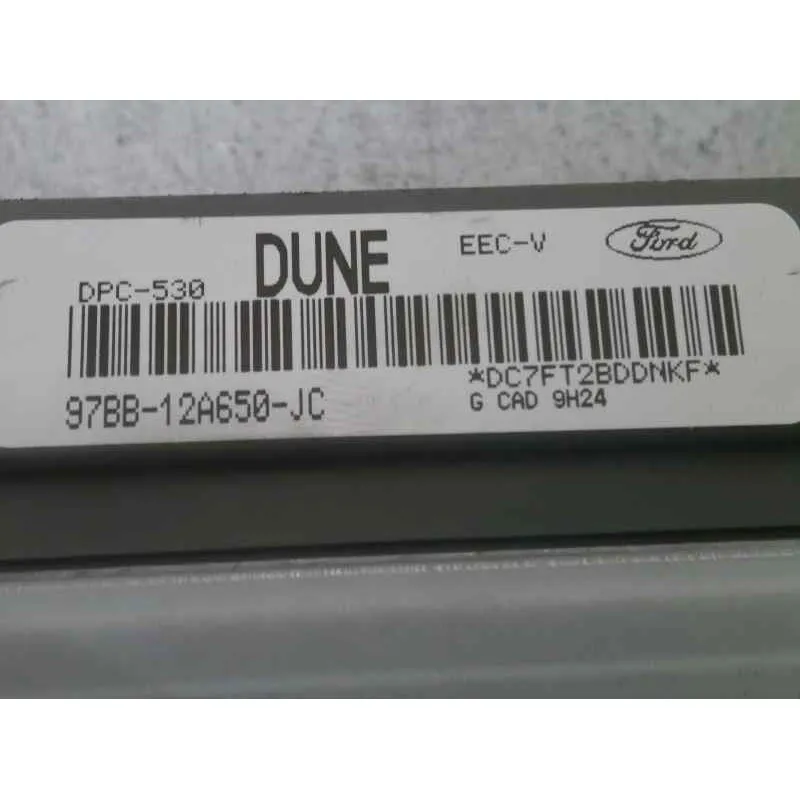 DUNE EEC-V Ford
DPC-530
*DC7FT2BDDNKF*
97BB-12A650-JC
G CAD 9H24